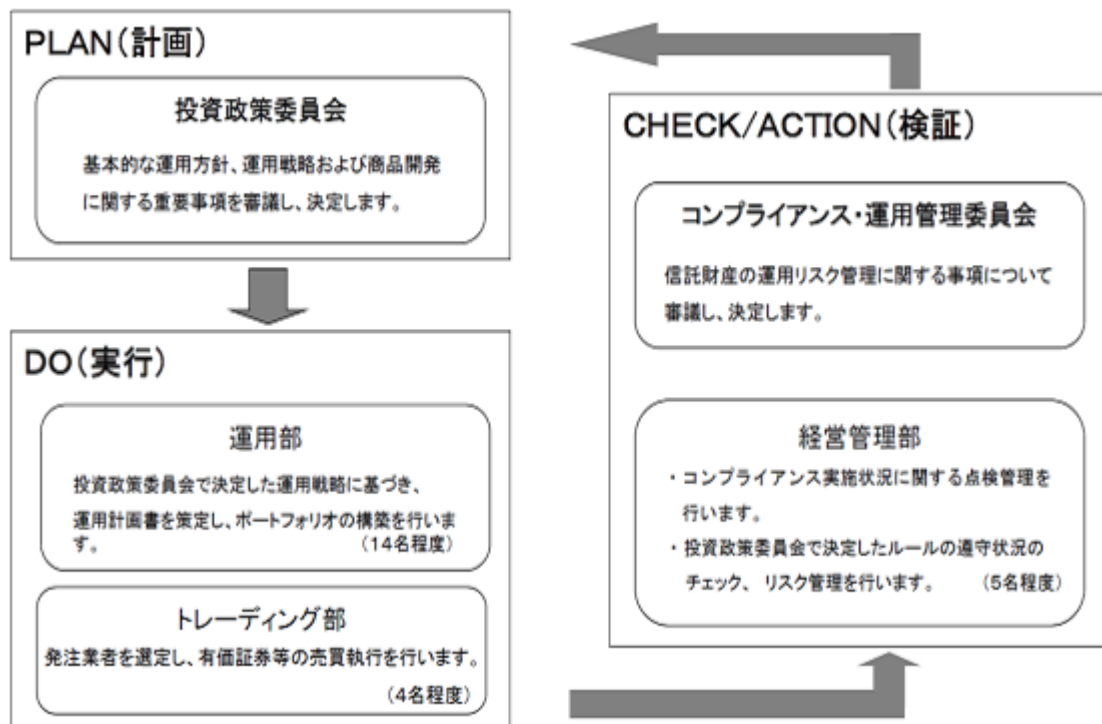 PLAN(計画)
投資政策委員会
基本的な運用方針、運用戦略および商品開発
に関する重要事項を審議し、決定します。
DO(実行)
運用部
投資政策委員会で決定した運用戦略に基づき、
運用計画書を策定し、ポートフォリオの構築を行いま
す。 (14名程度)
トレーディング部
発注業者を選定し、有価証券等の売買執行を行います。
(4名程度)
CHECK/ACTION(検証)
コンプライアンス・運用管理委員会
信託財産の運用リスク管理に関する事項について
審議し、決定します。
経営管理部
・コンプライアンス実施状況に関する点検管理を
行います。
・投資政策委員会で決定したルールの遵守状況の
チェック、 リスク管理を行います。 (5名程度)